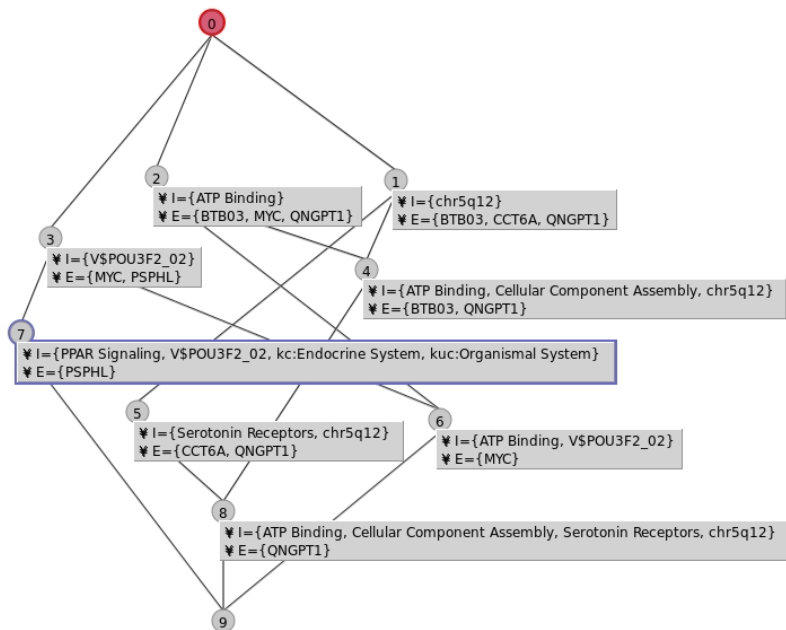 0
2
¥ I={ATP Binding}
¥ E={BTB03, MYC, QNGPT1}
1
¥ I={chr5q12}
¥ E={BTB03, CCT6A, QNGPT1}
3
¥ I={V$POU3F2_02}
¥ E={MYC, PSPHL}
4
¥ I={ATP Binding, Cellular Component Assembly, chr5q12}
¥ E={BTB03, QNGPT1}
7
¥ I={PPAR Signaling, V$POU3F2_02, kc:Endocrine System, kuc:Organismal System}
¥ E={PSPHL}
5
¥ I={Serotonin Receptors, chr5q12}
¥ E={CCT6A, QNGPT1}
6
¥ I={ATP Binding, V$POU3F2_02}
¥ E={MYC}
8
¥ I={ATP Binding, Cellular Component Assembly, Serotonin Receptors, chr5q12}
¥ E={QNGPT1}
9